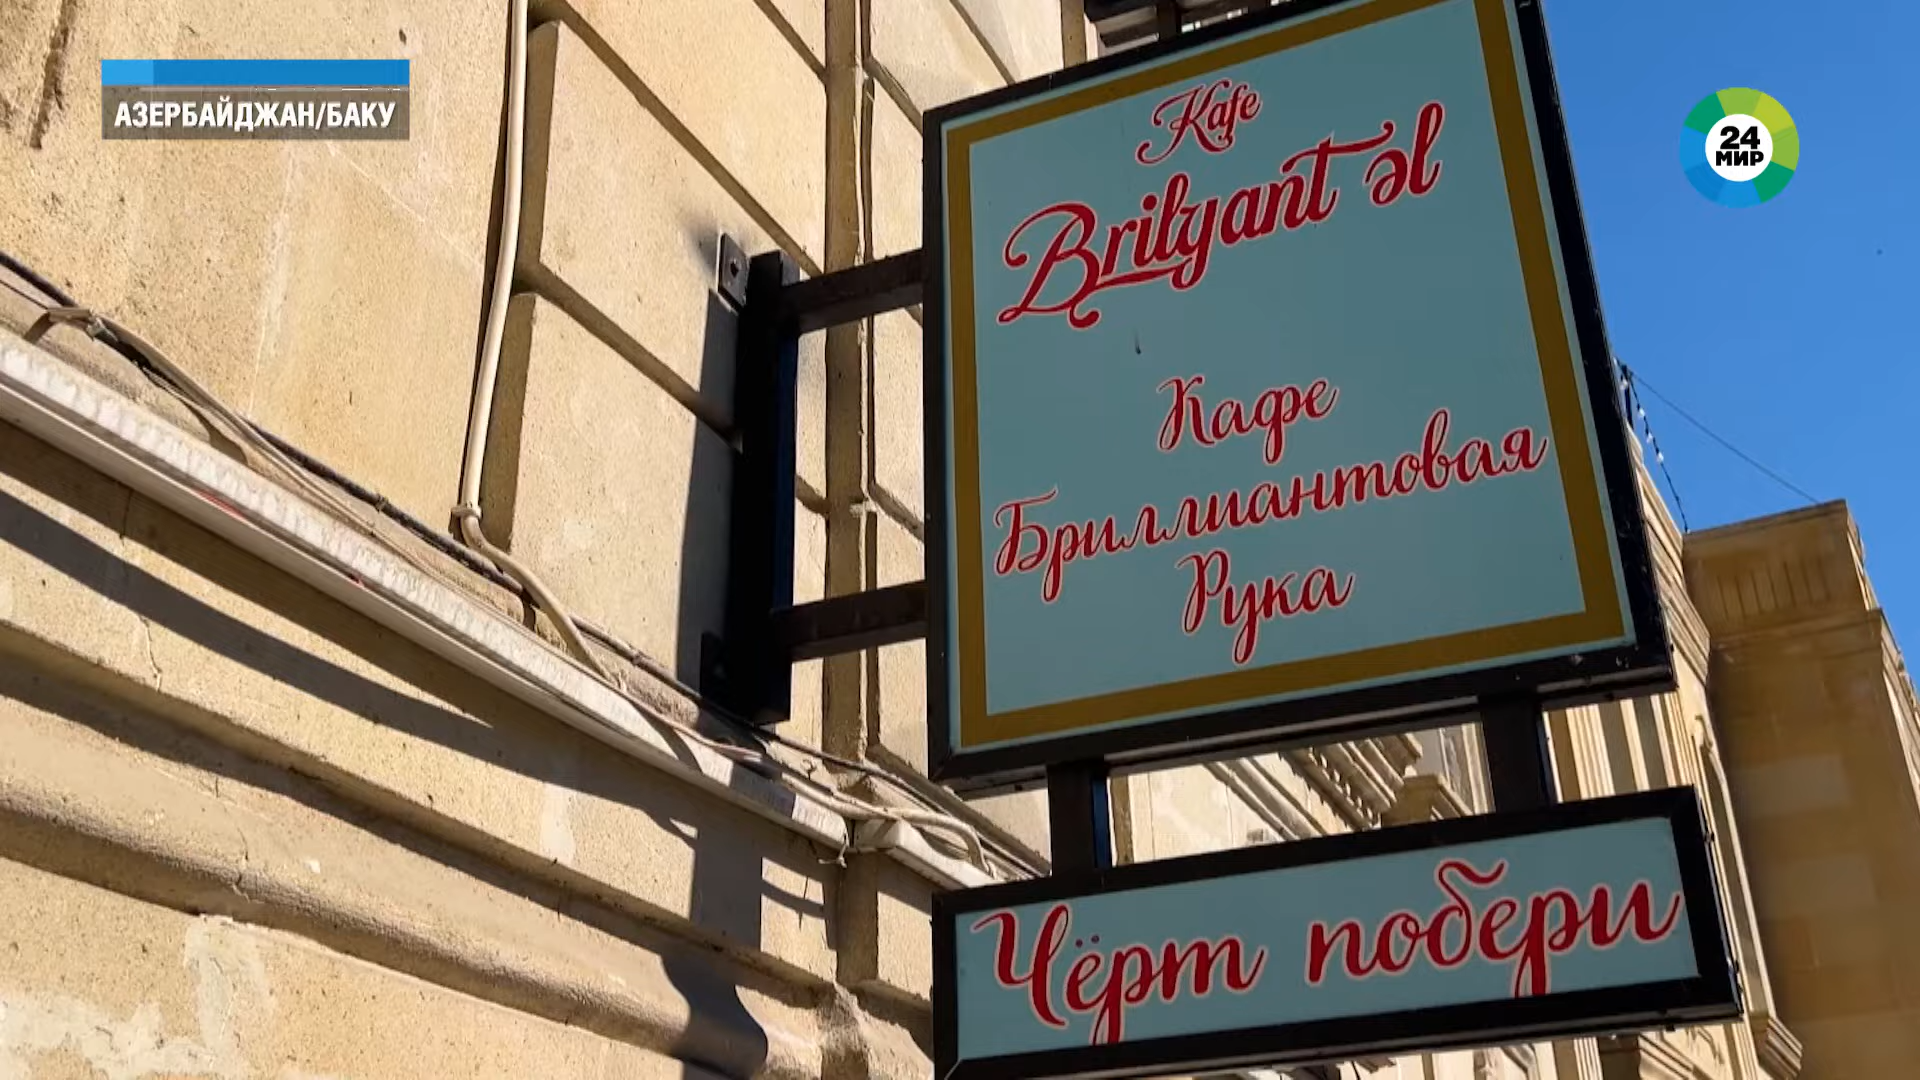 АЗЕРБАЙДЖАН/БАКУ
24
МИР
Kafe
Brilyant əl
Кафе
Бриллиантовая
Рука
Чёрт побери